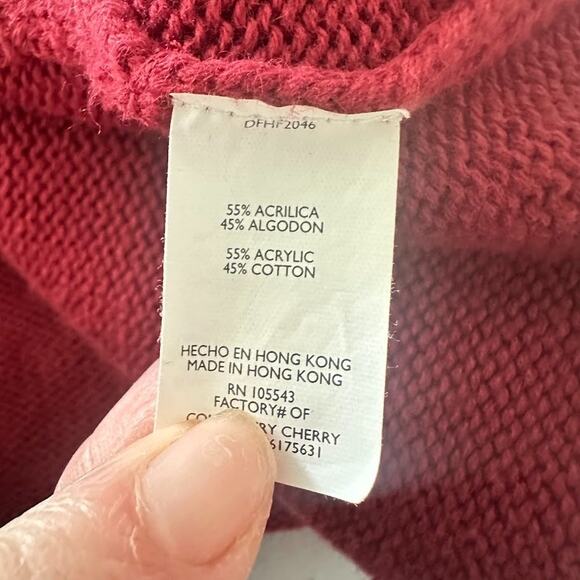 DFHF2046
55% ACRILICA
45% ALGODON
55% ACRYLIC
45% COTTON
HECHO EN HONG KONG
MADE IN HONG KONG
RN 105543
FACTORY# OF
CHERRY
6175631